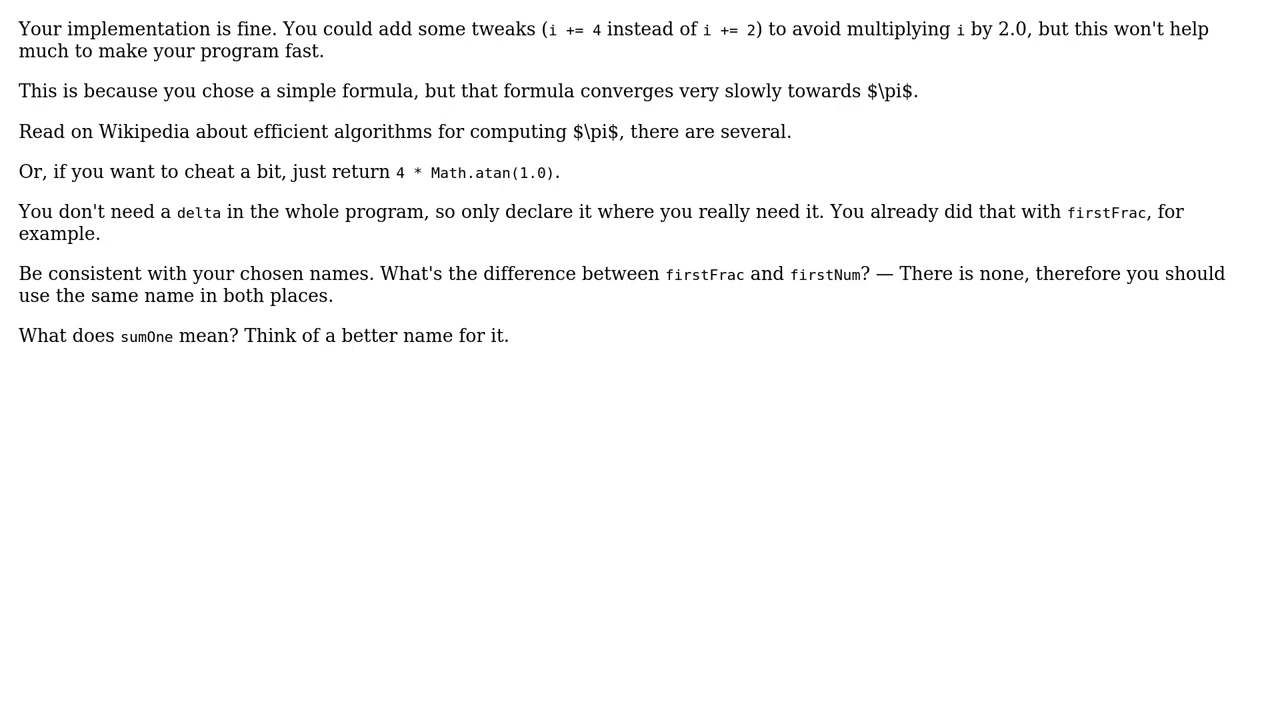 Your implementation is fine. You could add some tweaks (i += 4 instead of i += 2) to avoid multiplying i by 2.0, but this won't help
much to make your program fast.
This is because you chose a simple formula, but that formula converges very slowly towards $\pi$.
Read on Wikipedia about efficient algorithms for computing $\pi$, there are several.
Or, if you want to cheat a bit, just return 4 * Math.atan(1.0).
You don't need a delta in the whole program, so only declare it where you really need it. You already did that with firstFrac, for
example.
Be consistent with your chosen names. What's the difference between firstFrac and firstNum? — There is none, therefore you should
use the same name in both places.
What does sumOne mean? Think of a better name for it.